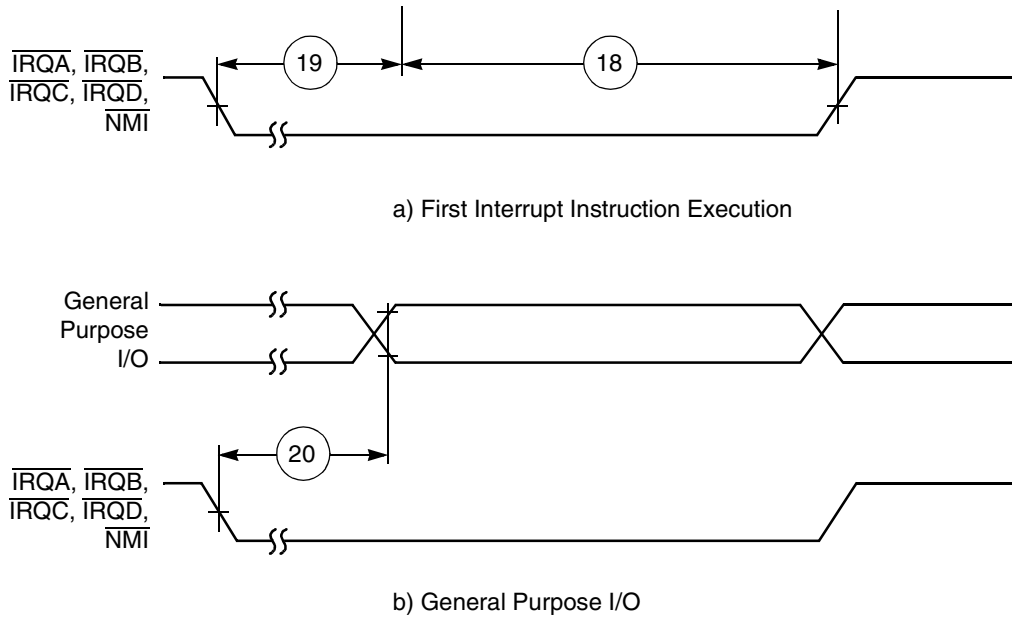 19
18
IRQA, IRQB,
IRQC, IRQD,
NMI
a) First Interrupt Instruction Execution
General
Purpose
I/O
20
IRQA, IRQB,
IRQC, IRQD,
NMI
b) General Purpose I/O